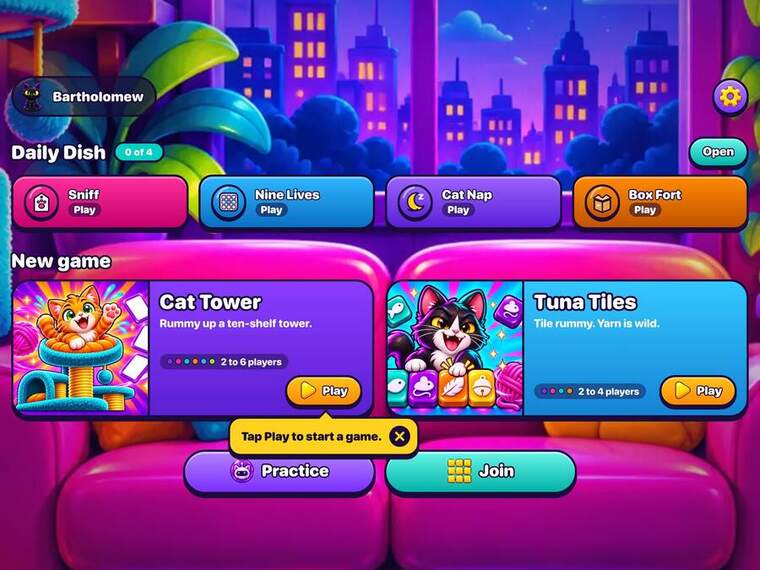 Bartholomew
Daily Dish
0 of 4
Open
Sniff
Play
Nine Lives
Play
Cat Nap
Play
Box Fort
Play
New game
Cat Tower
Rummy up a ten-shelf tower.
2 to 6 players
Play
Tuna Tiles
Tile rummy. Yarn is wild.
2 to 4 players
Play
Tap Play to start a game.
Practice
Join